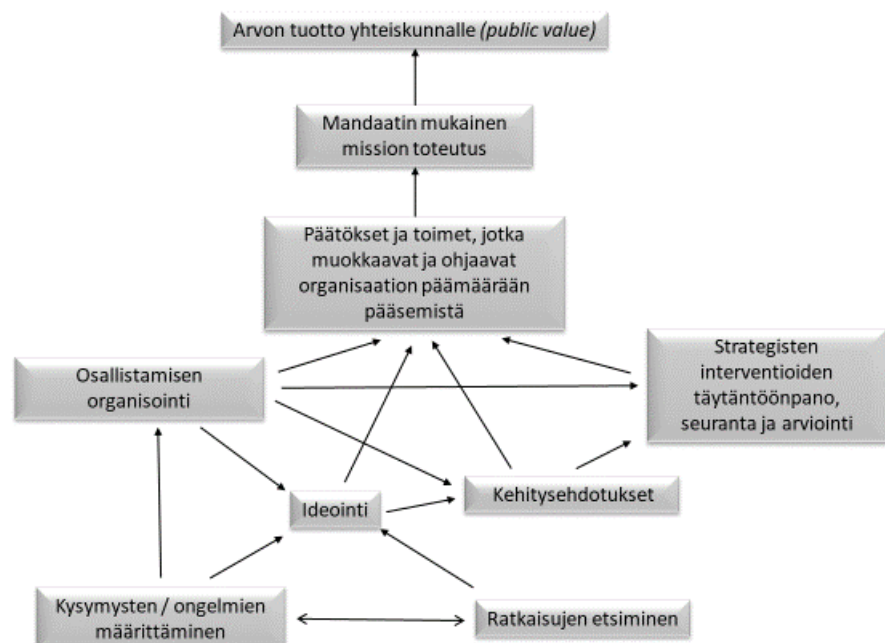 Arvon tuotto yhteiskunnalle (public value)
Mandaatin mukainen
mission toteutus
Päätökset ja toimet, jotka
muokkaavat ja ohjaavat
organisaation päämäärään
pääsemistä
Osallistamisen
organisointi
Strategisten
interventioiden
täytäntöönpano,
seuranta ja arviointi
Ideointi
Kehitysehdotukset
Kysymysten / ongelmien
määrittäminen
Ratkaisujen etsiminen